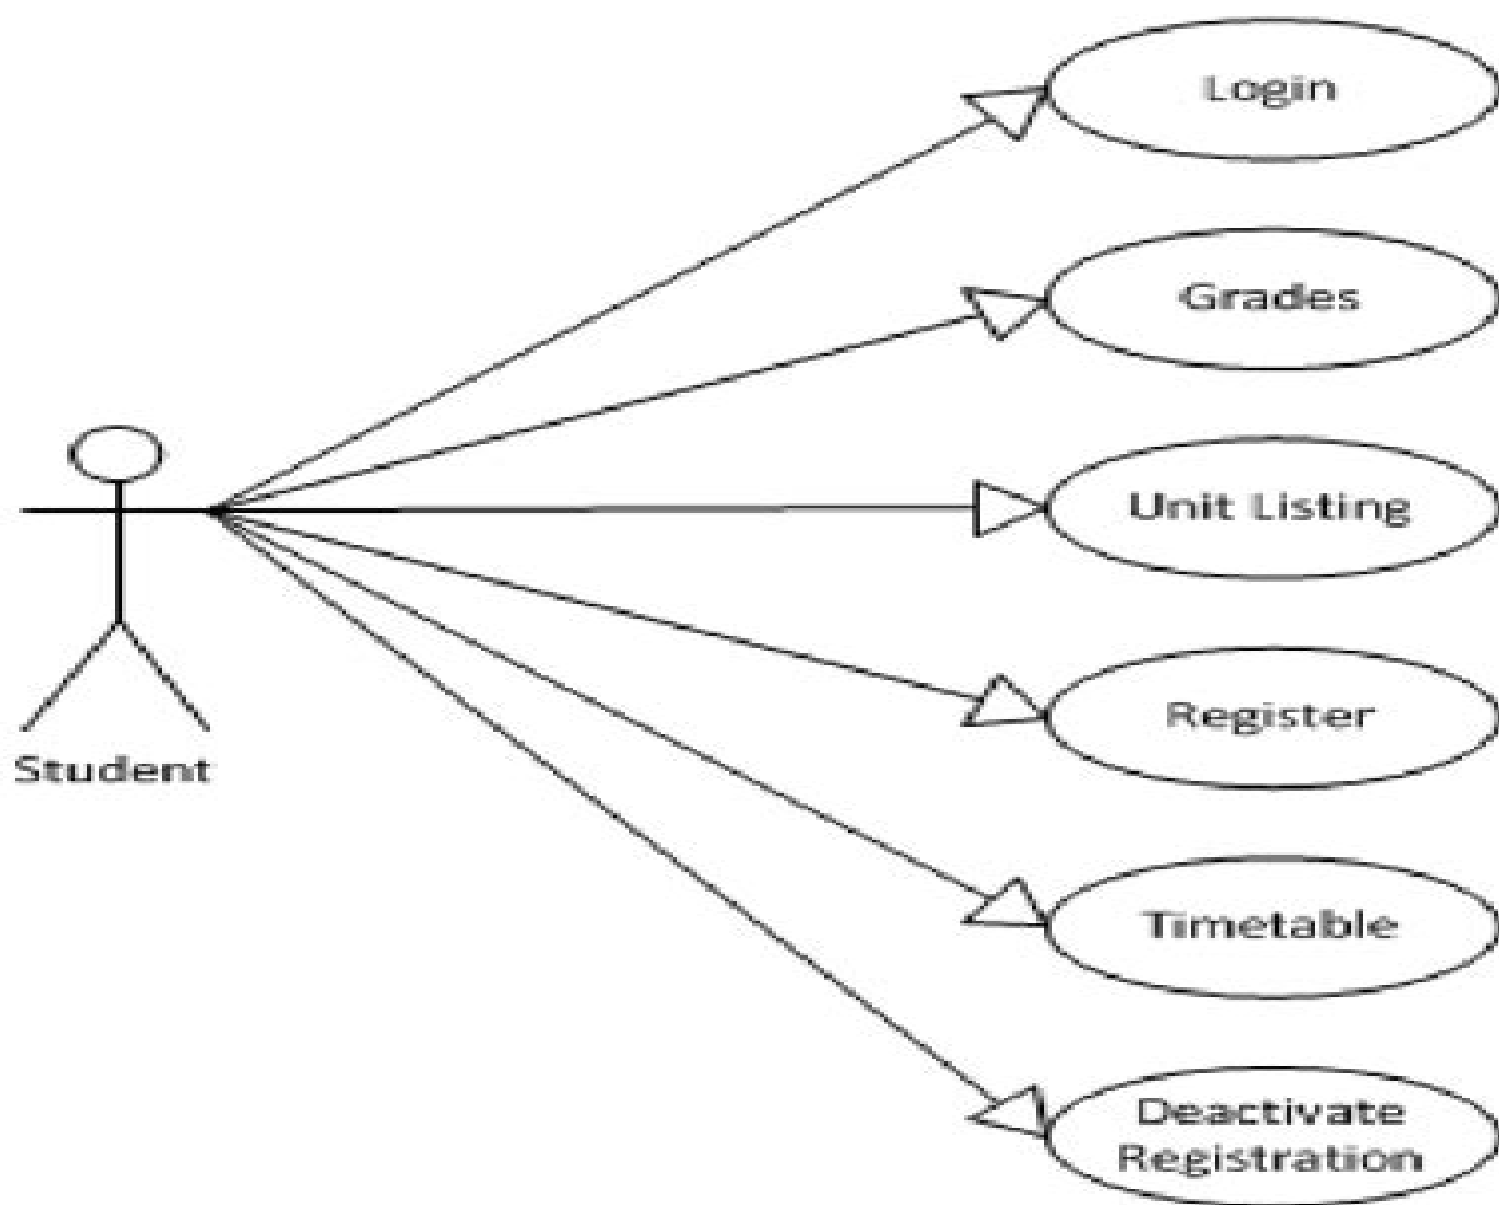 Login
Grades
Unit Listing
Register
Student
Timetable
Deactivate
Registration